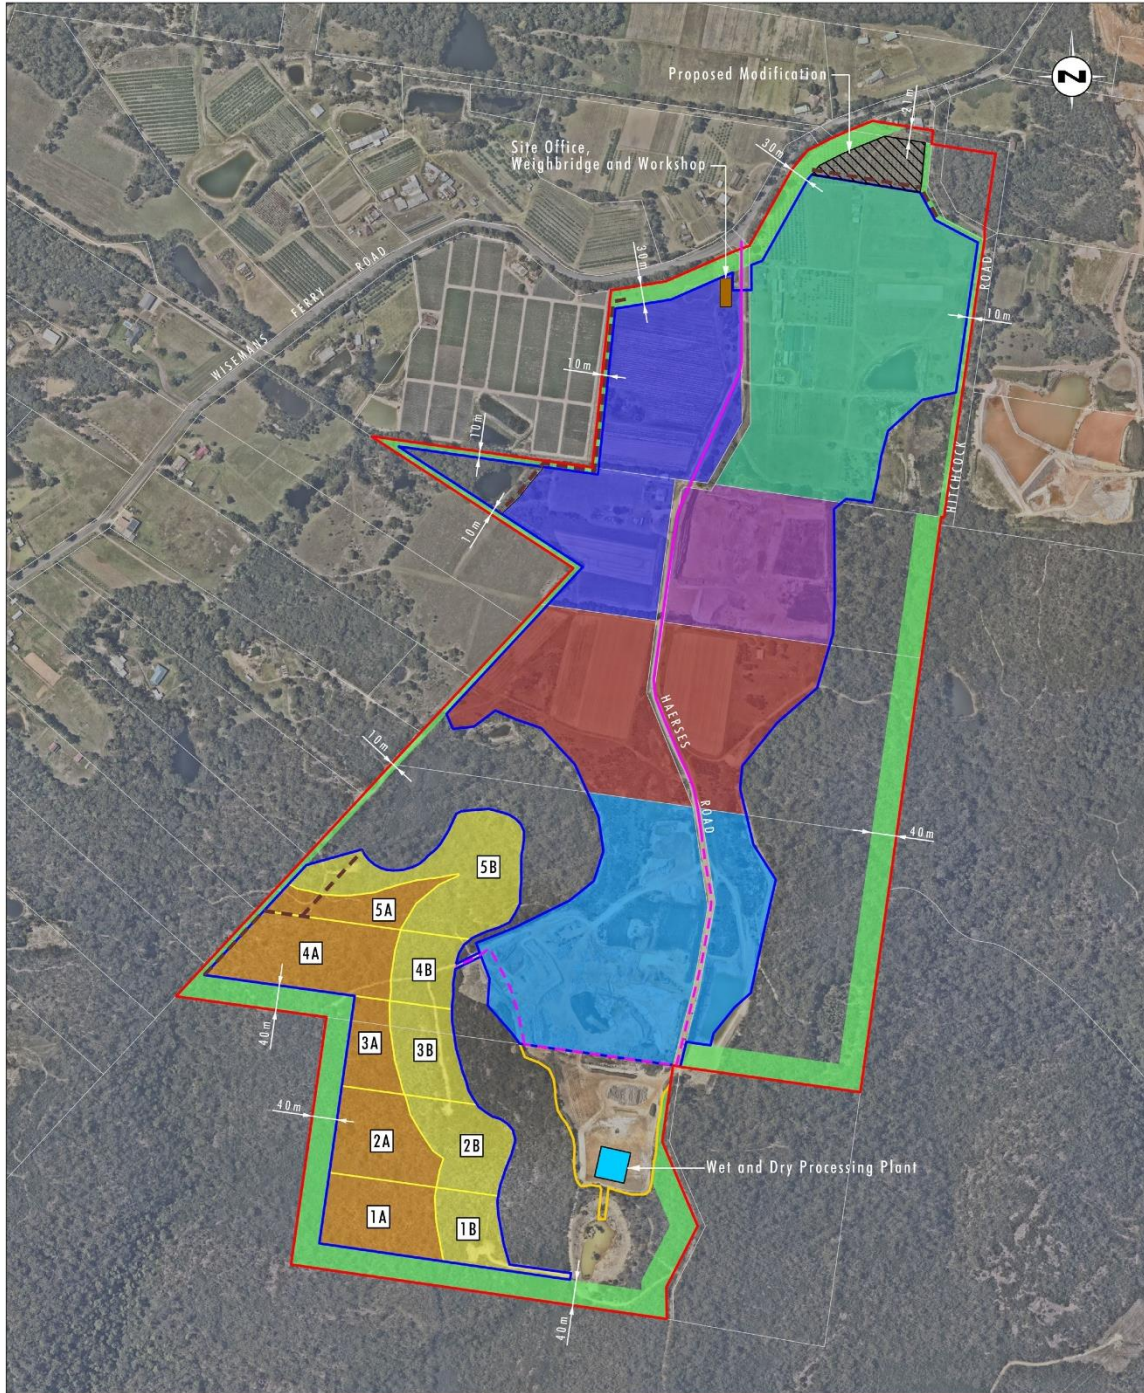 N
Proposed Modification
21m
Site Office,
Weighbridge and Workshop
30m
30m
WISEMANS FERRY ROAD
10m
HITCHCOCK ROAD
10m
10m
10m
HAERSES ROAD
10m
40m
5B
5A
4A
4B
40m
3A
3B
40m
2A
2B
Wet and Dry Processing Plant
1A
1B
40m